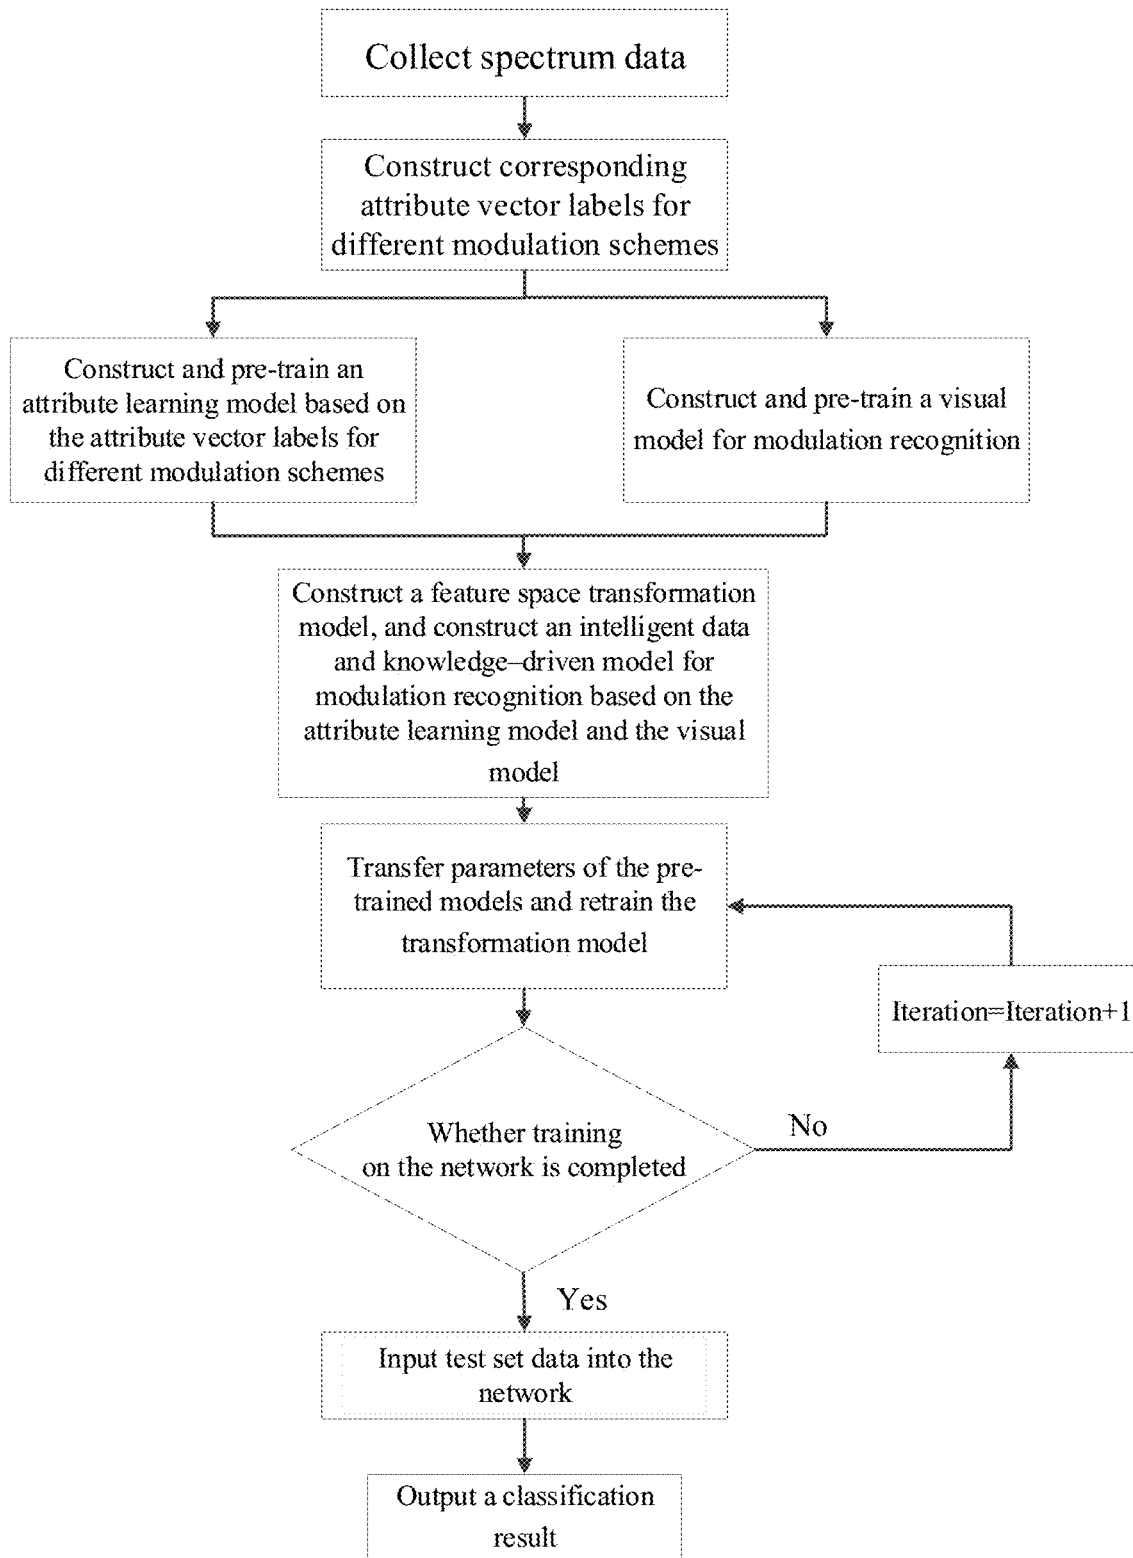 Collect spectrum data
Construct corresponding
attribute vector labels for
different modulation schemes
Construct and pre-train an
attribute learning model based on
the attribute vector labels for
different modulation schemes
Construct and pre-train a visual
model for modulation recognition
Construct a feature space transformation
model, and construct an intelligent data
and knowledge–driven model for
modulation recognition based on the
attribute learning model and the visual
model
Transfer parameters of the pre-
trained models and retrain the
transformation model
Iteration=Iteration+1
Whether training
on the network is completed
No
Yes
Input test set data into the
network
Output a classification
result